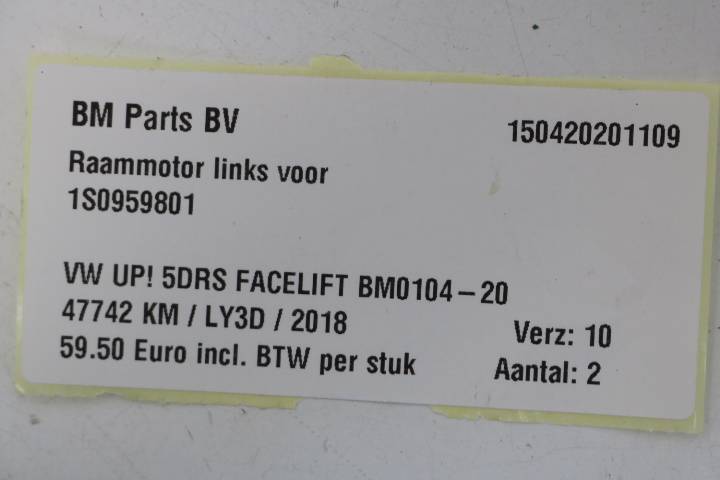 BM Parts BV
150420201109
Raammotor links voor
1S0959801
VW UP! 5DRS FACELIFT BM0104-20
47742 KM / LY3D / 2018
Verz: 10
59.50 Euro incl. BTW per stuk
Aantal: 2